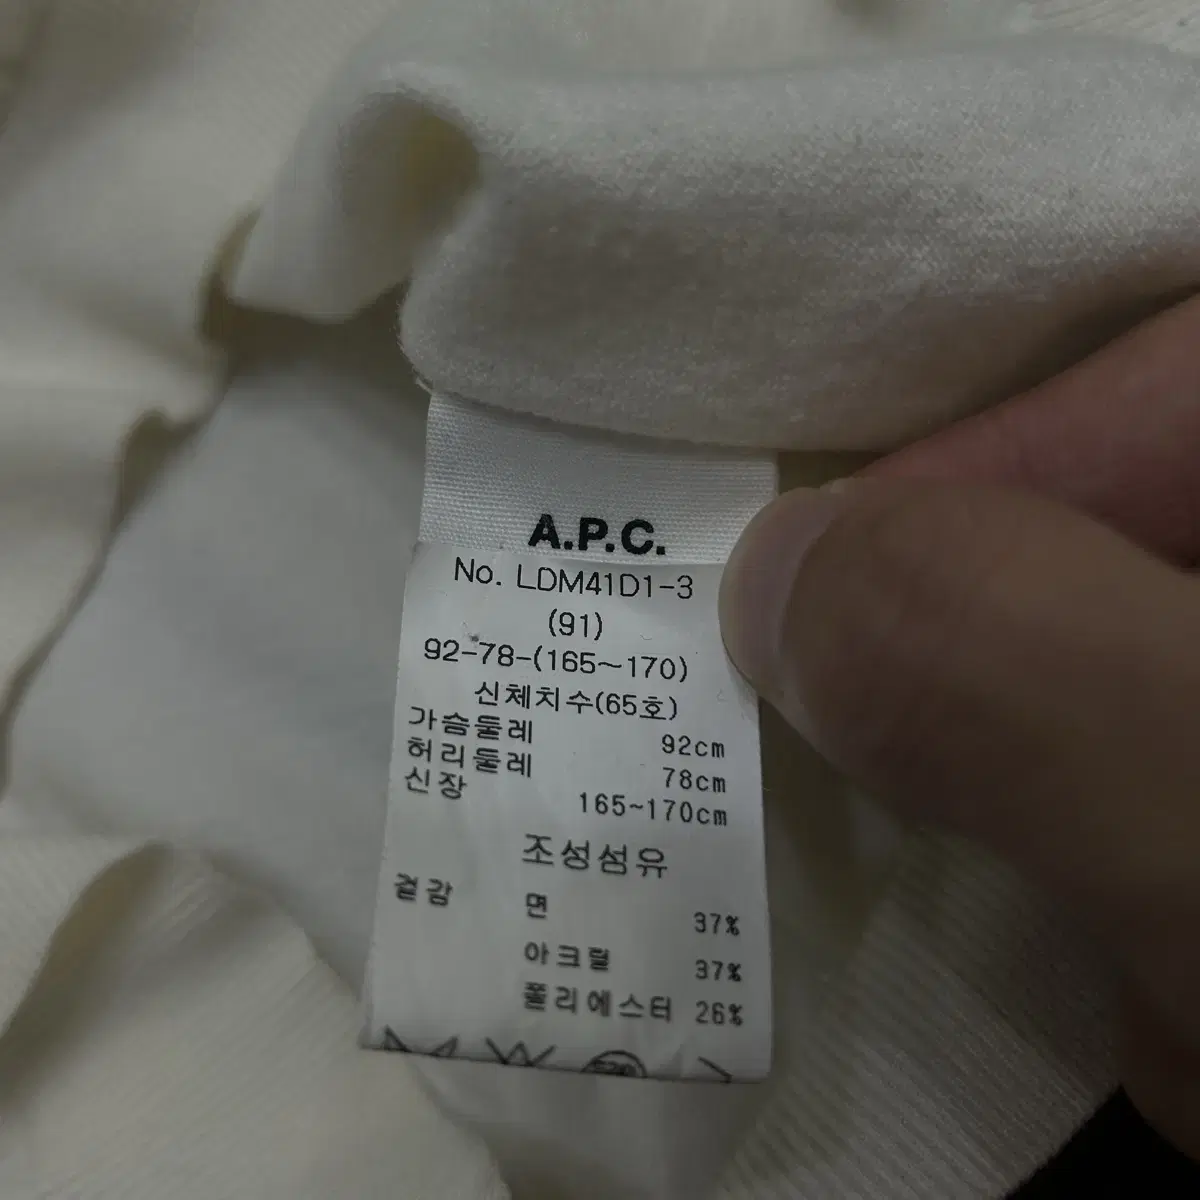 A.P.C.
No. LDM41D1-3
(91)
92-78-(165~170)
신체치수(65호)
가슴둘레 92cm
허리둘레 78cm
신장 165~170cm
조성섬유
겉감 면 37%
아크릴 37%
폴리에스터 26%